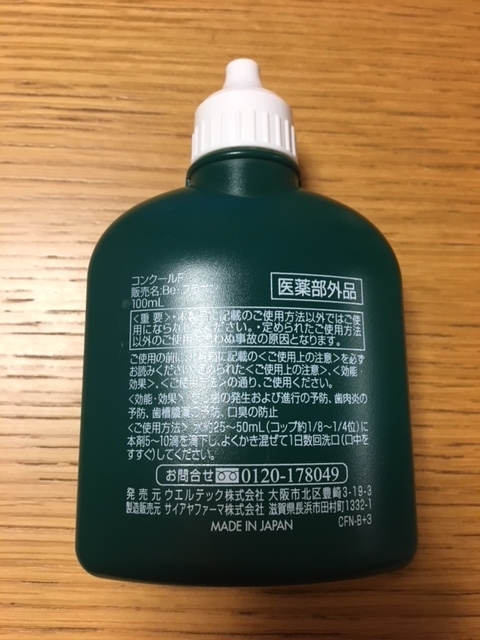 コンクールF
販売名:Be・
100mL
医薬部外品
<重要>・本 に記載のご使用方法以外ではご使
用にならな ください。・定められたご使用方法
以外のご使用 思わぬ事故の原因となります。
ご使用の前に、 に記載の<ご使用上の注意>を必ず
お読みください。定められた<ご使用上の注意>、<効能・
効果>、<ご使用方法>の通り、ご使用ください。
<効能・効果> の発生および進行の予防、歯肉炎の
予防、歯槽膿漏の予防、口臭の防止
<ご使用方法> 水約25~50mL(コップ約1/8~1/4位)に
本剤5~10滴を滴下し、よくかき混ぜて1日数回洗口(口中を
すすぐ)してください。
お問合せ 0120-178049
発売元 ウエルテック株式会社 大阪市北区豊崎3-19-3
製造販売元 サイアヤファーマ株式会社 滋賀県長浜市田村町1332-1
MADE IN JAPAN
CFN-B+3